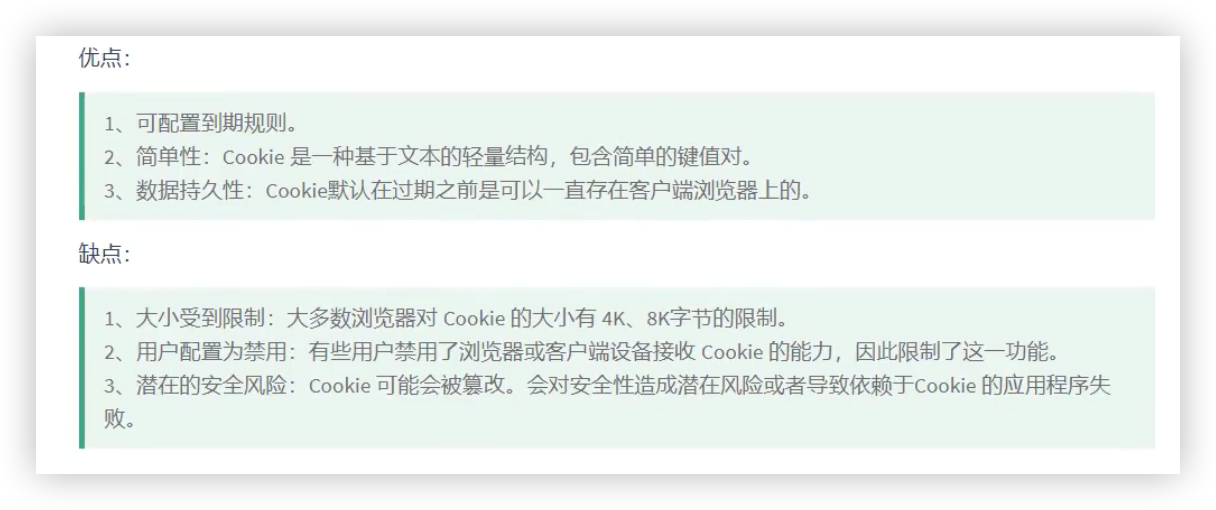 优点：
1、可配置到期规则。
2、简单性：Cookie 是一种基于文本的轻量结构，包含简单的键值对。
3、数据持久性：Cookie默认在过期之前是可以一直存在客户端浏览器上的。
缺点：
1、大小受到限制：大多数浏览器对 Cookie 的大小有 4K、8K字节的限制。
2、用户配置为禁用：有些用户禁用了浏览器或客户端设备接收 Cookie 的能力，因此限制了这一功能。
3、潜在的安全风险：Cookie 可能会被篡改。会对安全性造成潜在风险或者导致依赖于Cookie 的应用程序失
败。